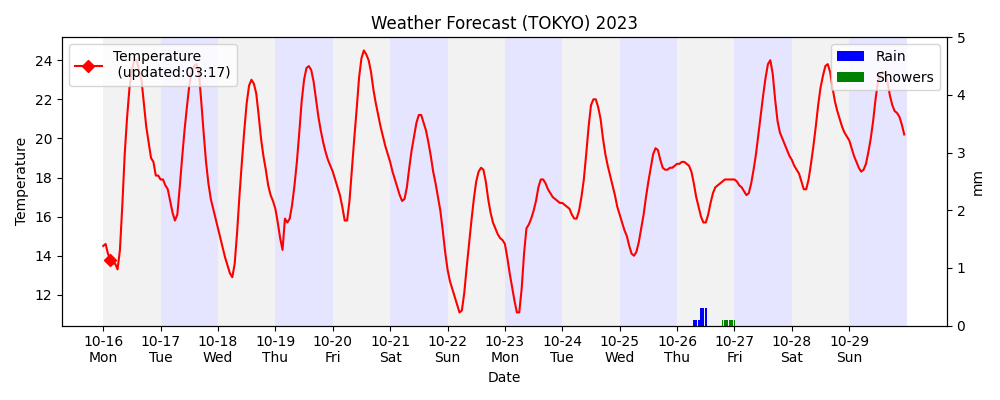 Weather Forecast (TOKYO) 2023
Temperature
(updated:03:17)
Rain
Showers
Temperature
24
22
20
18
16
14
12
5
4
3
2
1
0
mm
10-16 10-17 10-18 10-19 10-20 10-21 10-22 10-23 10-24 10-25 10-26 10-27 10-28 10-29
Mon Tue Wed Thu Fri Sat Sun Mon Tue Wed Thu Fri Sat Sun
Date